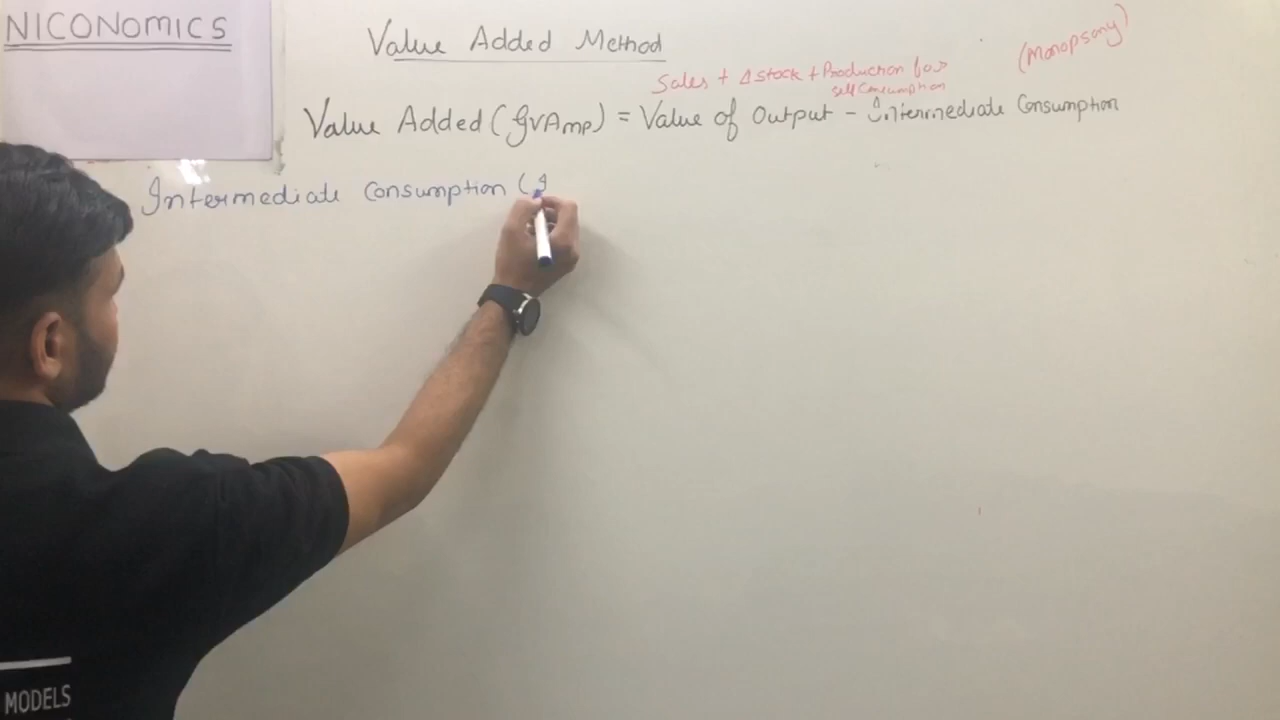 NICONOMICS
Value Added Method
(Monopsony)
Sales + Δstock + Production for
self Consumption
Value Added (GVAMP) = Value of Output - Intermediate Consumption
Intermediate Consumption (I
MODELS